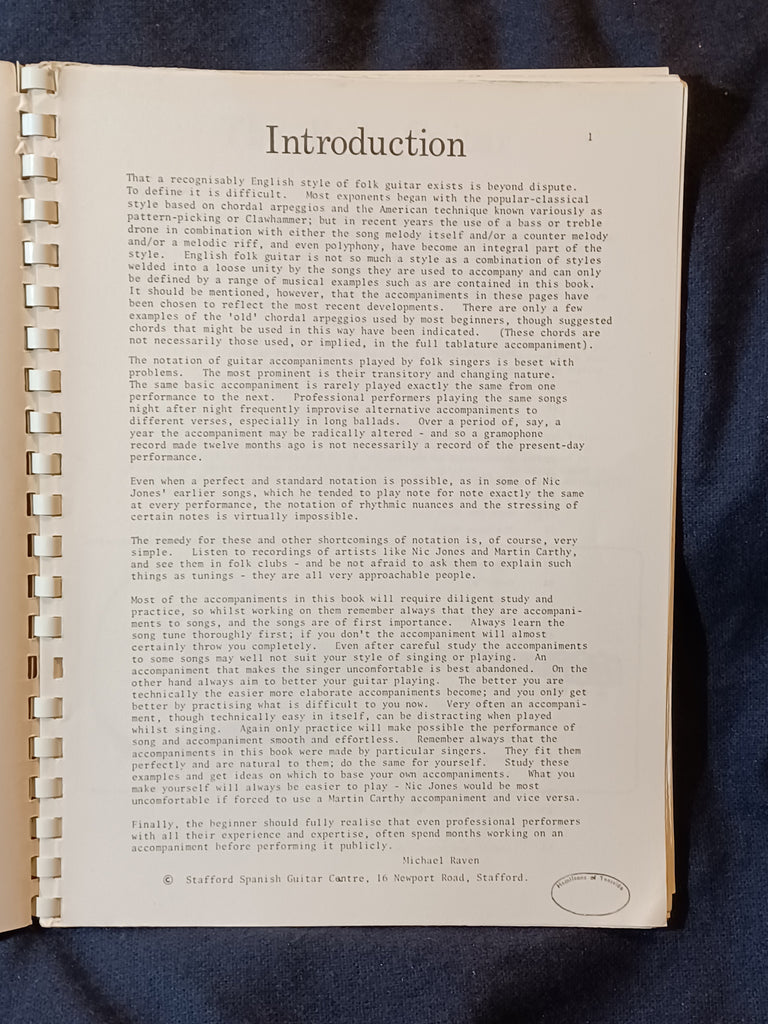 Introduction
1
That a recognisably English style of folk guitar exists is beyond dispute.
To define it is difficult. Most exponents began with the popular-classical
style based on chordal arpeggios and the American technique known variously as
pattern-picking or Clawhammer; but in recent years the use of a bass or treble
drone in combination with either the song melody itself and/or a counter melody
and/or a melodic riff, and even polyphony, have become an integral part of the
style. English folk guitar is not so much a style as a combination of styles
welded into a loose unity by the songs they are used to accompany and can only
be defined by a range of musical examples such as are contained in this book.
It should be mentioned, however, that the accompaniments in these pages have
been chosen to reflect the most recent developments. There are only a few
examples of the 'old' chordal arpeggios used by most beginners, though suggested
chords that might be used in this way have been indicated. (These chords are
not necessarily those used, or implied, in the full tablature accompaniment).
The notation of guitar accompaniments played by folk singers is beset with
problems. The most prominent is their transitory and changing nature.
The same basic accompaniment is rarely played exactly the same from one
performance to the next. Professional performers playing the same songs
night after night frequently improvise alternative accompaniments to
different verses, especially in long ballads. Over a period of, say, a
year the accompaniment may be radically altered - and so a gramophone
record made twelve months ago is not necessarily a record of the present-day
performance.
Even when a perfect and standard notation is possible, as in some of Nic
Jones' earlier songs, which he tended to play note for note exactly the same
at every performance, the notation of rhythmic nuances and the stressing of
certain notes is virtually impossible.
The remedy for these and other shortcomings of notation is, of course, very
simple. Listen to recordings of artists like Nic Jones and Martin Carthy,
and see them in folk clubs - and be not afraid to ask them to explain such
things as tunings - they are all very approachable people.
Most of the accompaniments in this book will require diligent study and
practice, so whilst working on them remember always that they are accompani-
ments to songs, and the songs are of first importance. Always learn the
song tune thoroughly first; if you don't the accompaniment will almost
certainly throw you completely. Even after careful study the accompaniments
to some songs may well not suit your style of singing or playing. An
accompaniment that makes the singer uncomfortable is best abandoned. On the
other hand always aim to better your guitar playing. The better you are
technically the easier more elaborate accompaniments become; and you only get
better by practising what is difficult to you now. Very often an accompani-
ment, though technically easy in itself, can be distracting when played
whilst singing. Again only practice will make possible the performance of
song and accompaniment smooth and effortless. Remember always that the
accompaniments in this book were made by particular singers. They fit them
perfectly and are natural to them; do the same for yourself. Study these
examples and get ideas on which to base your own accompaniments. What you
make yourself will always be easier to play - Nic Jones would be most
uncomfortable if forced to use a Martin Carthy accompaniment and vice versa.
Finally, the beginner should fully realise that even professional performers
with all their experience and expertise, often spend months working on an
accompaniment before performing it publicly.
Michael Raven
© Stafford Spanish Guitar Centre, 16 Newport Road, Stafford.
of